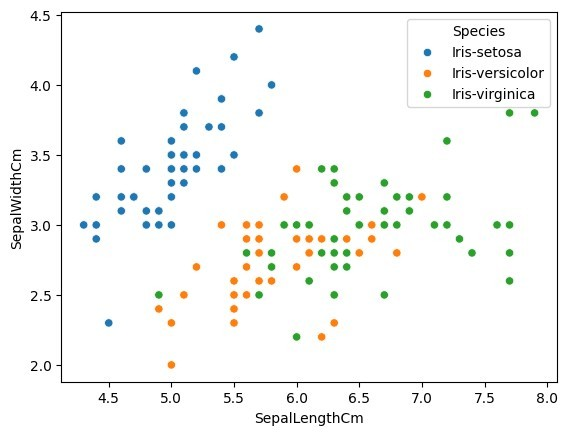 4.5
4.0
3.5
3.0
2.5
2.0
SepalWidthCm
Species
Iris-setosa
Iris-versicolor
Iris-virginica
4.5 5.0 5.5 6.0 6.5 7.0 7.5 8.0
SepalLengthCm